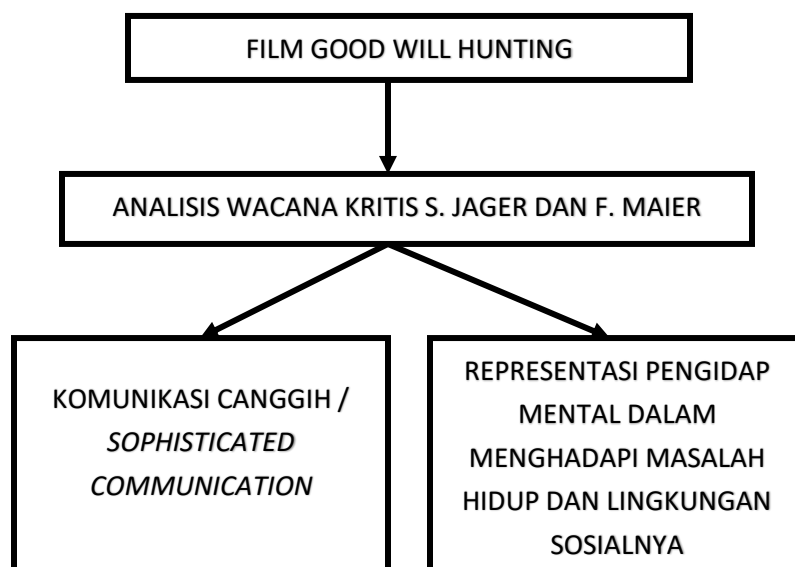 FILM GOOD WILL HUNTING
ANALISIS WACANA KRITIS S. JAGER DAN F. MAIER
KOMUNIKASI CANGGIH /
SOPHISTICATED
COMMUNICATION
REPRESENTASI PENGIDAP
MENTAL DALAM
MENGHADAPI MASALAH
HIDUP DAN LINGKUNGAN
SOSIALNYA